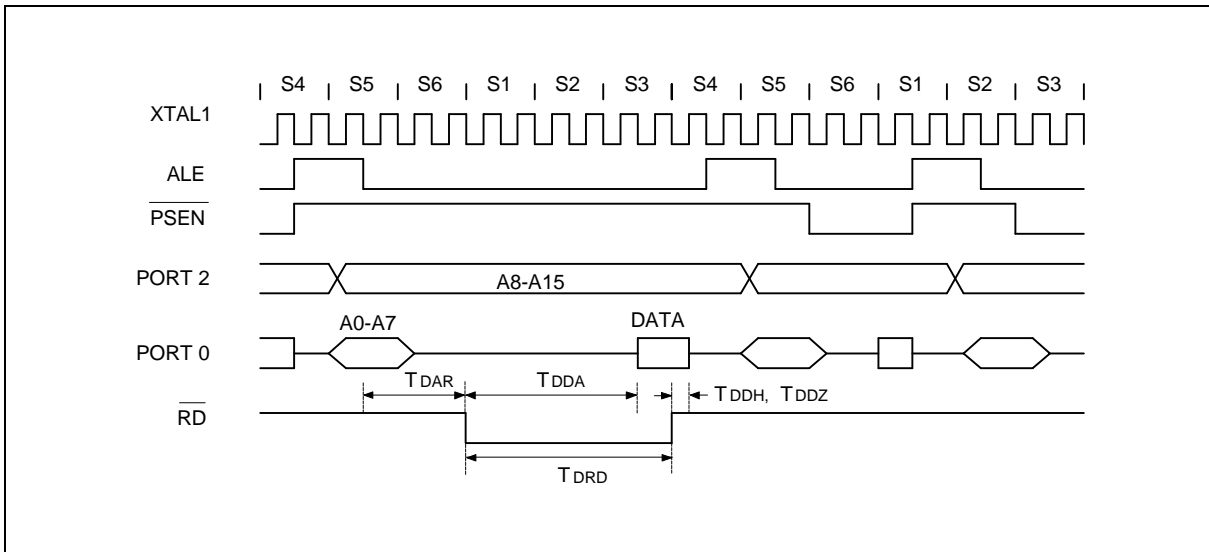 S4 S5 S6 S1 S2 S3 S4 S5 S6 S1 S2 S3
XTAL1
ALE
PSEN
PORT 2
A8-A15
A0-A7
DATA
PORT 0
TDAR
TDDA
TDDH, TDDZ
RD
TDRD